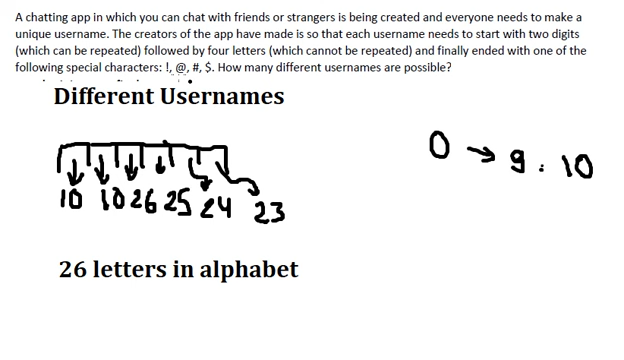 A chatting app in which you can chat with friends or strangers is being created and everyone needs to make a
unique username. The creators of the app have made is so that each username needs to start with two digits
(which can be repeated) followed by four letters (which cannot be repeated) and finally ended with one of the
following special characters: !, @, #, $. How many different usernames are possible?
Different Usernames
0 → 9 : 10
10 10 26 25 24 23
26 letters in alphabet